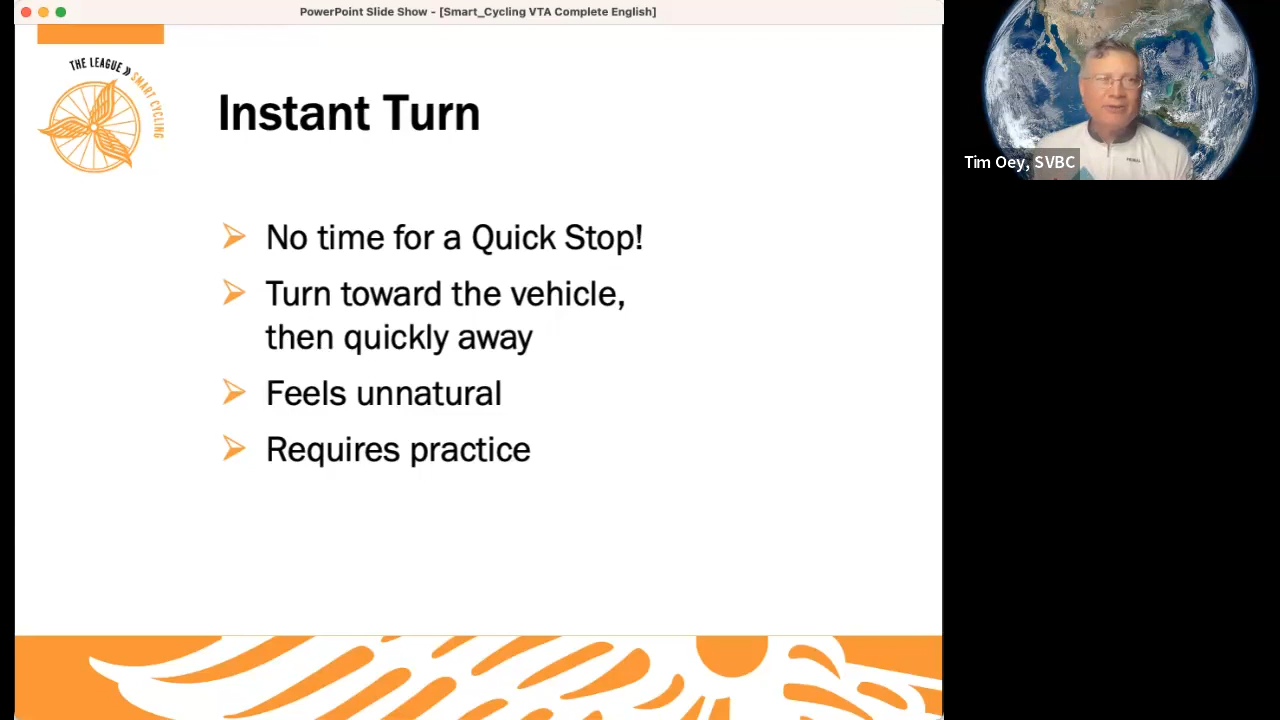 PowerPoint Slide Show - [Smart_Cycling VTA Complete English]
THE LEAGUE
SMART CYCLING
Instant Turn
No time for a Quick Stop!
Turn toward the vehicle,
then quickly away
Feels unnatural
Requires practice
Tim Oey, SVBC